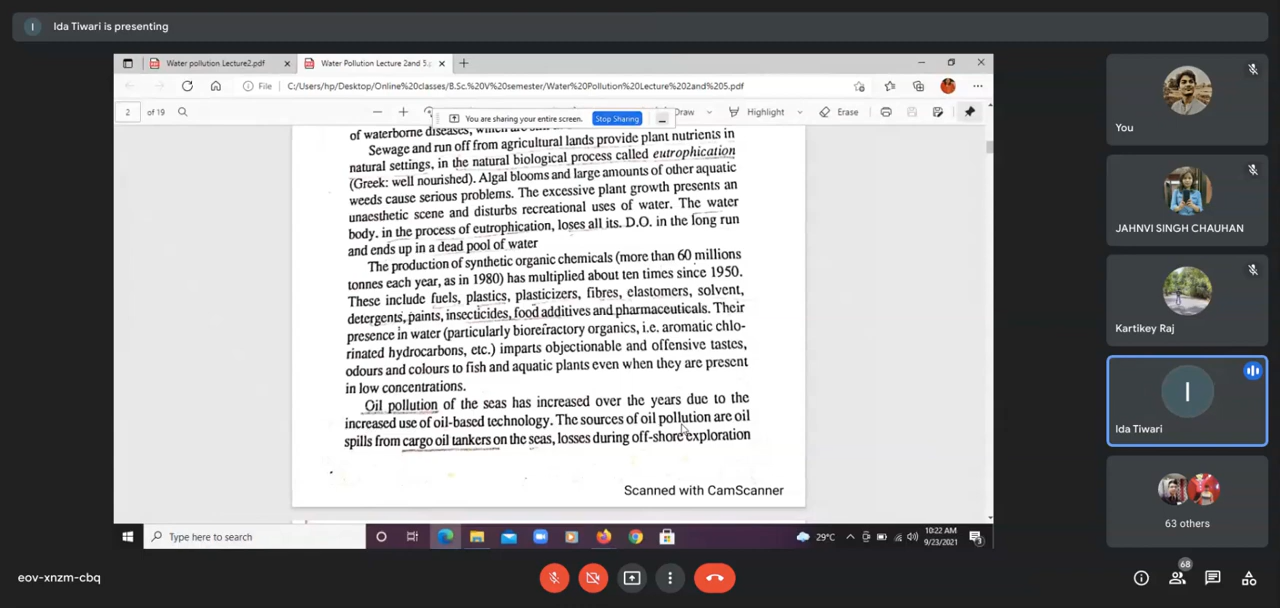 I
Ida Tiwari is presenting
Water pollution Lecture2.pdf
Water Pollution Lecture 2and 5.
File
C:/Users/hp/Desktop/Online%20classes/B.Sc.%20V%20semester/Water%20Pollution%20Lecture%202and%205.pdf
2
of 19
You are sharing your entire screen.
Stop Sharing
Draw
Highlight
Erase
of waterborne diseases, which are
Sewage and run off from agricultural lands provide plant nutrients in
natural settings, in the natural biological process called eutrophication
(Greek: well nourished). Algal blooms and large amounts of other aquatic
weeds cause serious problems. The excessive plant growth presents an
unaesthetic scene and disturbs recreational uses of water. The water
body. in the process of eutrophication, loses all its. D.O. in the long run
and ends up in a dead pool of water
The production of synthetic organic chemicals (more than 60 millions
tonnes each year, as in 1980) has multiplied about ten times since 1950.
These include fuels, plastics, plasticizers, fibres, elastomers, solvent,
detergents, paints, insecticides, food additives and pharmaceuticals. Their
presence in water (particularly biorefractory organics, i.e. aromatic chlo-
rinated hydrocarbons, etc.) imparts objectionable and offensive tastes,
odours and colours to fish and aquatic plants even when they are present
in low concentrations.
Oil pollution of the seas has increased over the years due to the
increased use of oil-based technology. The sources of oil pollution are oil
spills from cargo oil tankers on the seas, losses during off-shore exploration
Scanned with CamScanner
Type here to search
29°C
10:22 AM
9/23/2021
3
You
JAHNVI SINGH CHAUHAN
Kartikey Raj
I
Ida Tiwari
63 others
eov-xnzm-cbq
68